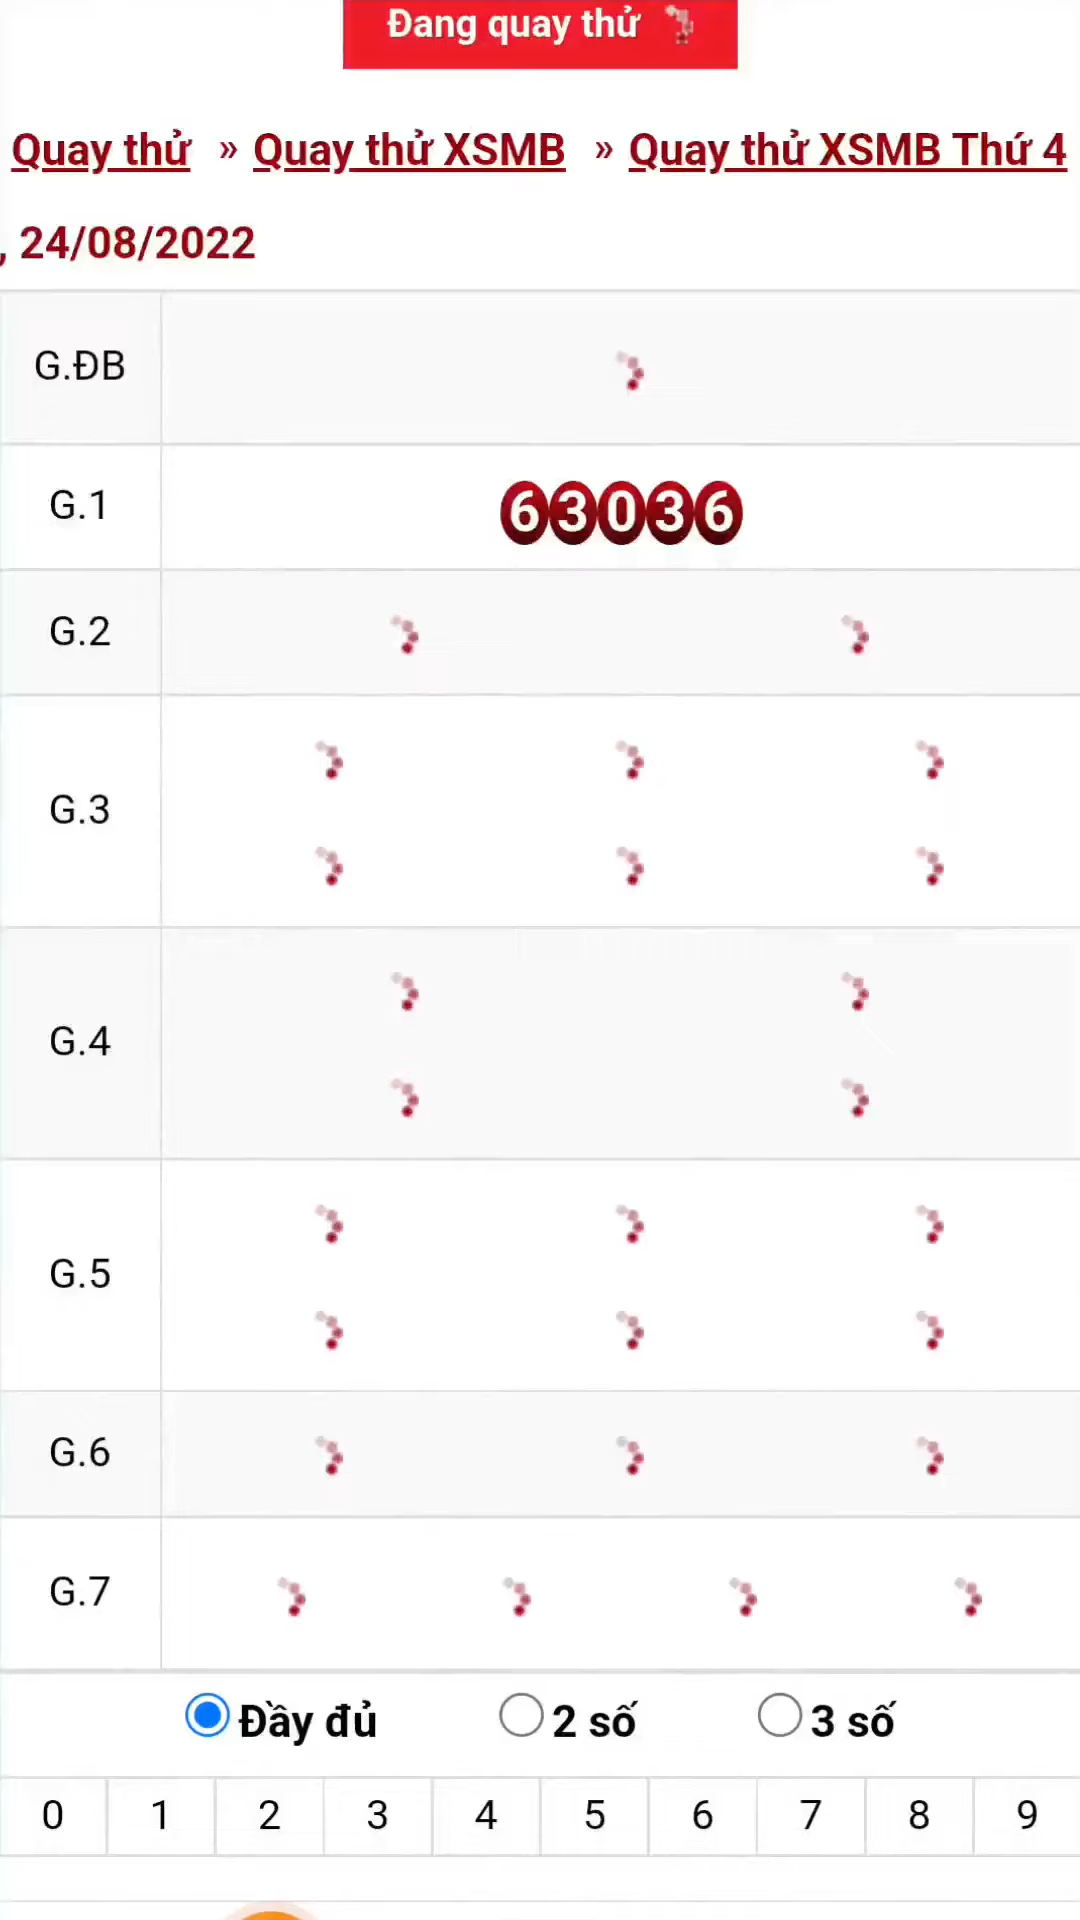 Đang quay thử
Quay thử » Quay thử XSMB » Quay thử XSMB Thứ 4
, 24/08/2022
G.ĐB
G.1 63036
G.2
G.3
G.4
G.5
G.6
G.7
Đầy đủ 2 số 3 số
0 1 2 3 4 5 6 7 8 9